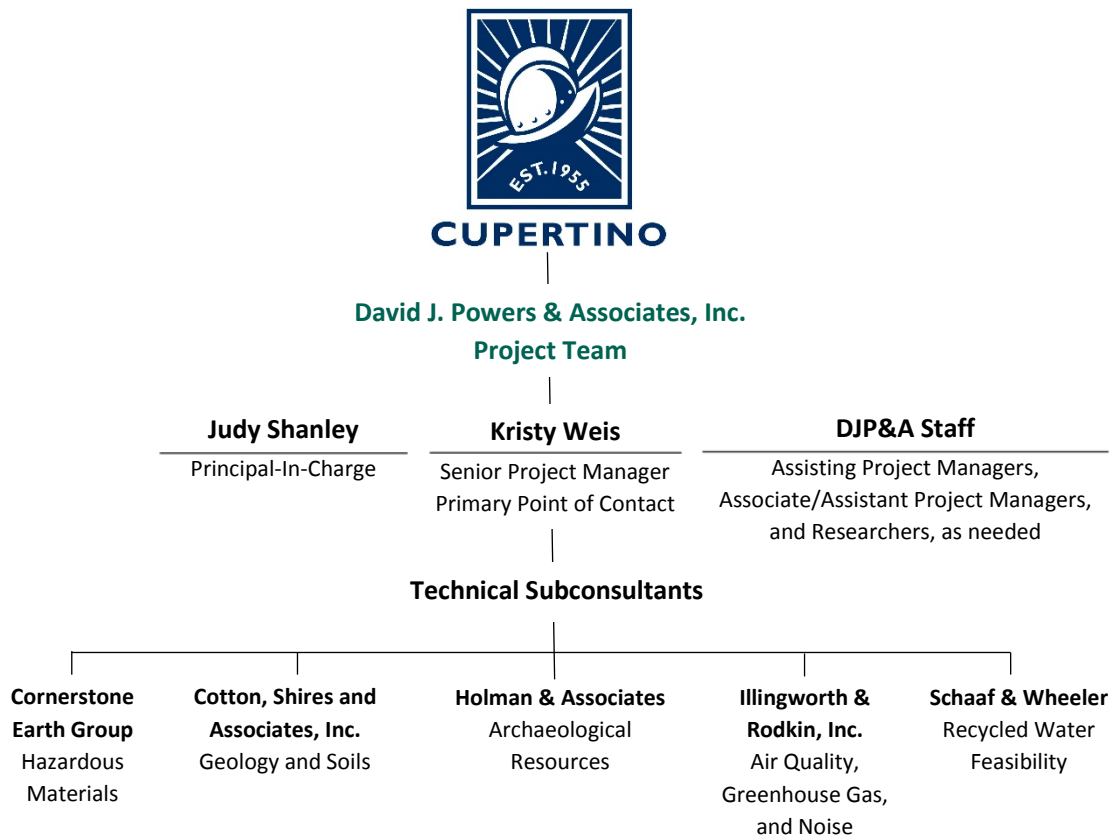 EST. 1955
CUPERTINO
David J. Powers & Associates, Inc.
Project Team
Judy Shanley
Principal-In-Charge
Kristy Weis
Senior Project Manager
Primary Point of Contact
DJP&A Staff
Assisting Project Managers,
Associate/Assistant Project Managers,
and Researchers, as needed
Technical Subconsultants
Cornerstone
Earth Group
Hazardous
Materials
Cotton, Shires and
Associates, Inc.
Geology and Soils
Holman & Associates
Archaeological
Resources
Illingworth &
Rodkin, Inc.
Air Quality,
Greenhouse Gas,
and Noise
Schaaf & Wheeler
Recycled Water
Feasibility